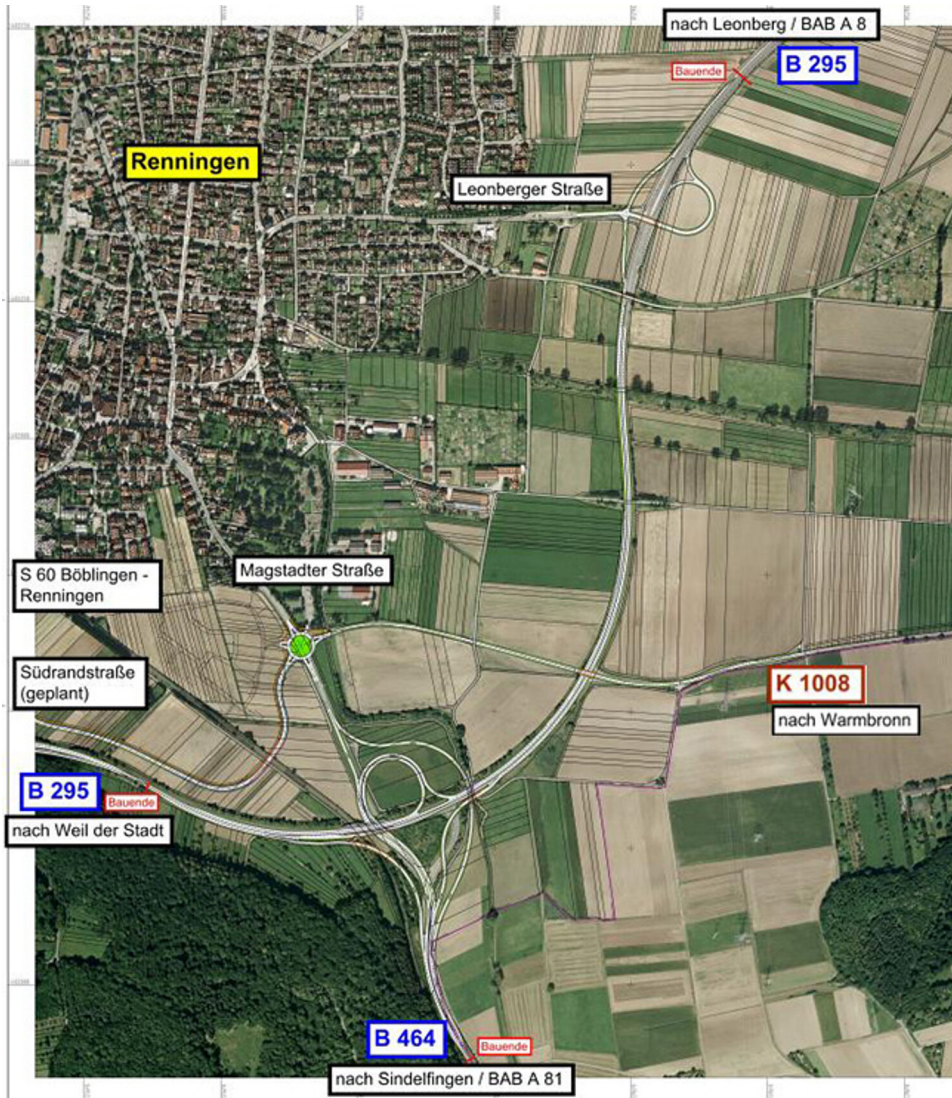 nach Leonberg / BAB A 8
Bauende
B 295
Renningen
Leonberger Straße
S 60 Böblingen -
Renningen
Magstadter Straße
Südrandstraße
(geplant)
K 1008
nach Warmbronn
B 295
Bauende
nach Weil der Stadt
B 464
Bauende
nach Sindelfingen / BAB A 81